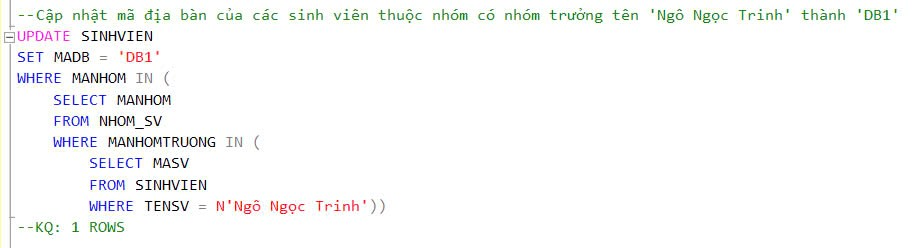 --Cập nhật mã địa bàn của các sinh viên thuộc nhóm có nhóm trưởng tên 'Ngô Ngọc Trinh' thành 'DB1'
UPDATE SINHVIEN
SET MADB = 'DB1'
WHERE MANHOM IN (
SELECT MANHOM
FROM NHOM_SV
WHERE MANHOMTRUONG IN (
SELECT MASV
FROM SINHVIEN
WHERE TENSV = N'Ngô Ngọc Trinh'))
--KQ: 1 ROWS